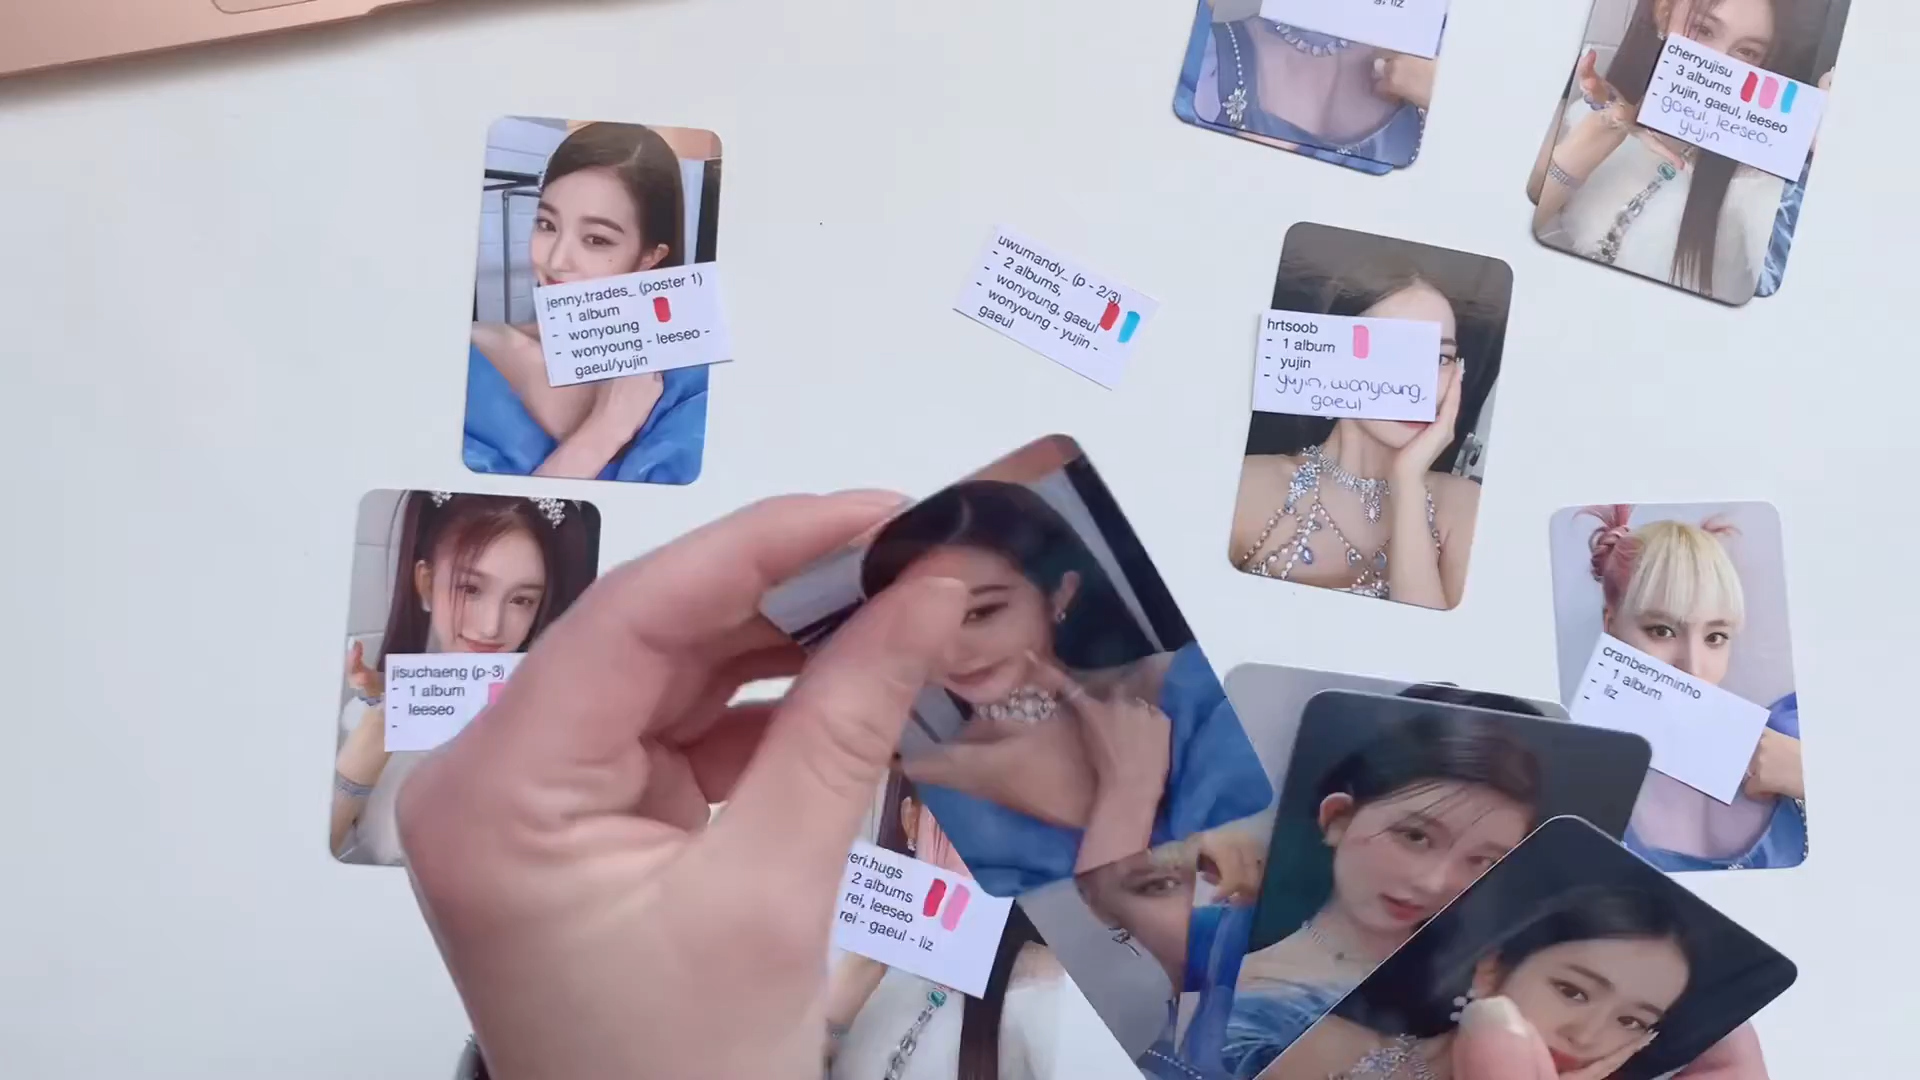 liz
cherryujisu
- 3 albums
- yujin, gaeul, leeseo
- gaeul, leeseo,
yujin
jenny.trades_ (poster 1)
- 1 album
- wonyoung
- wonyoung - leeseo -
gaeul/yujin
uwumandy_ (p - 2/3)
- 2 albums,
- wonyoung, gaeul
- wonyoung - yujin -
gaeul
hrtsoob
- 1 album
- yujin
- yujin, wonyoung,
gaeul
jisuchaeng (p-3)
- 1 album
- leeseo
-
cranberryminho
- 1 album
- liz
yeri.hugs
2 albums
rei, leeseo
rei - gaeul - liz